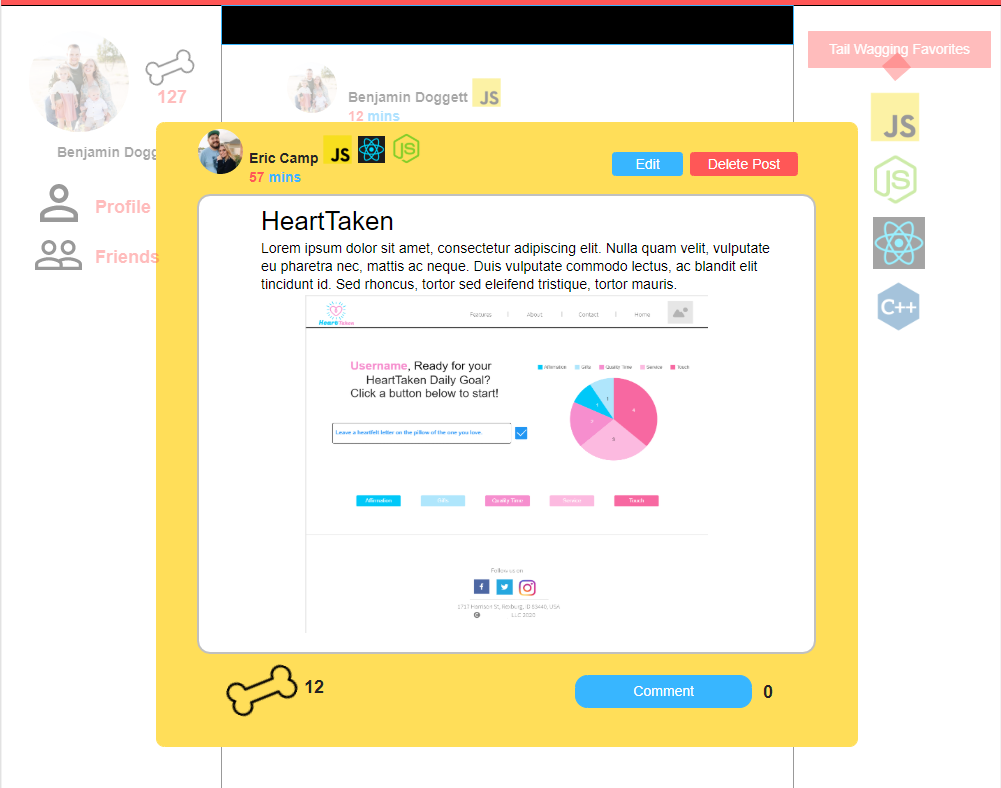 Tail Wagging Favorites
127
Benjamin Dogg
Profile
Friends
Benjamin Doggett JS
12 mins
JS
JS
C++
Eric Camp JS JS
57 mins
Edit
Delete Post
HeartTaken
Lorem ipsum dolor sit amet, consectetur adipiscing elit. Nulla quam velit, vulputate
eu pharetra nec, mattis ac neque. Duis vulputate commodo lectus, ac blandit elit
tincidunt id. Sed rhoncus, tortor sed eleifend tristique, tortor mauris.
HeartTaken
Features | About | Contact | Home
Username, Ready for your
HeartTaken Daily Goal?
Click a button below to start!
Affirmation Gifts Quality Time Service Touch
Leave a heartfelt letter on the pillow of the one you love.
Affirmation Gifts Quality Time Service Touch
Follow us on
LLC 2020
12
Comment
0